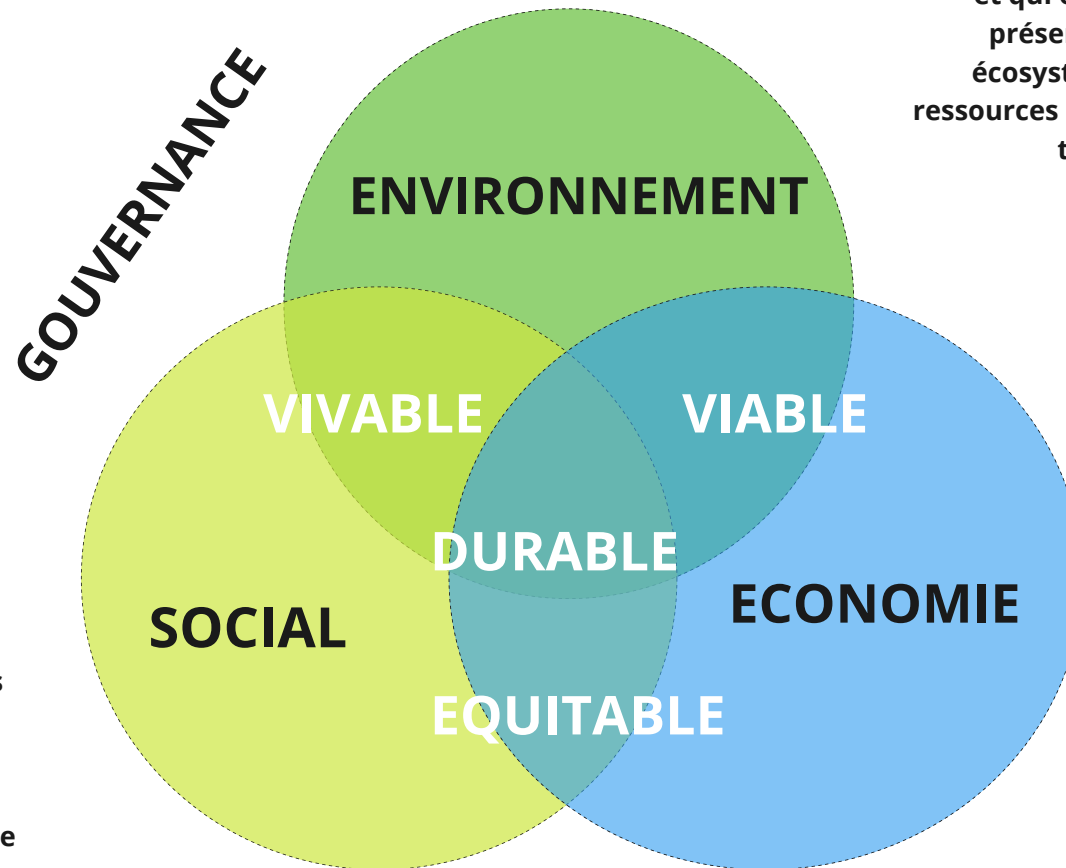 présen
écosyst
ressources
GOUVERNANCE
ENVIRONNEMENT
VIVABLE
VIABLE
DURABLE
ECONOMIE
SOCIAL
EQUITABLE